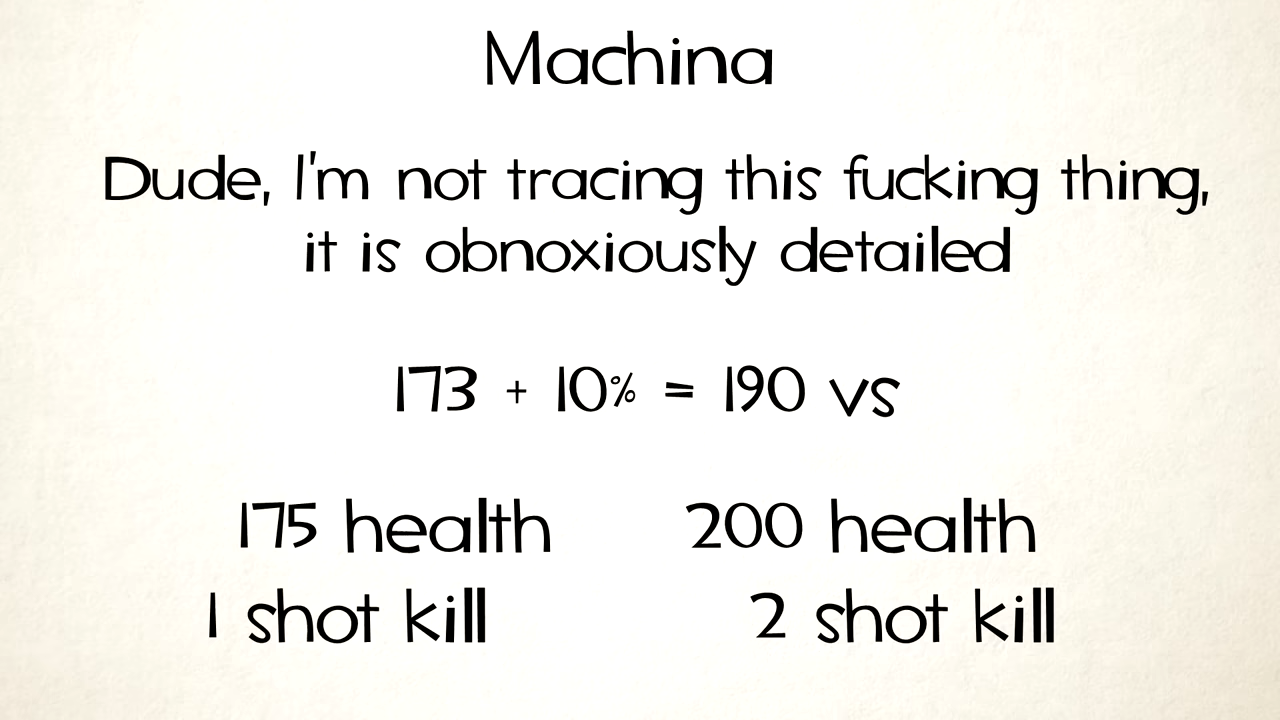 Machina
Dude, I'm not tracing this fucking thing,
it is obnoxiously detailed
173 + 10% = 190 vs
175 health 200 health
1 shot kill 2 shot kill